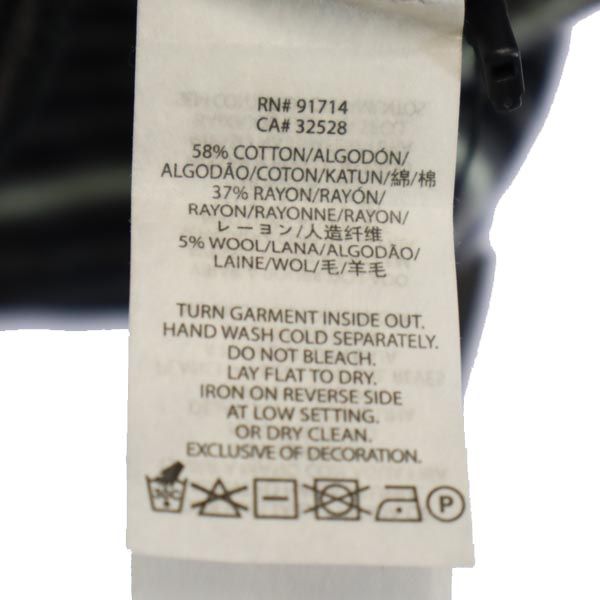 RN# 91714
CA# 32528
58% COTTON/ALGODÓN/
ALGODÃO/COTON/KATUN/綿/棉
37% RAYON/RAYÓN/
RAYON/RAYONNE/RAYON/
レーヨン/人造纤维
5% WOOL/LANA/ALGODÃO/
LAINE/WOL/毛/羊毛
TURN GARMENT INSIDE OUT.
HAND WASH COLD SEPARATELY.
DO NOT BLEACH.
LAY FLAT TO DRY.
IRON ON REVERSE SIDE
AT LOW SETTING.
OR DRY CLEAN.
EXCLUSIVE OF DECORATION.
P